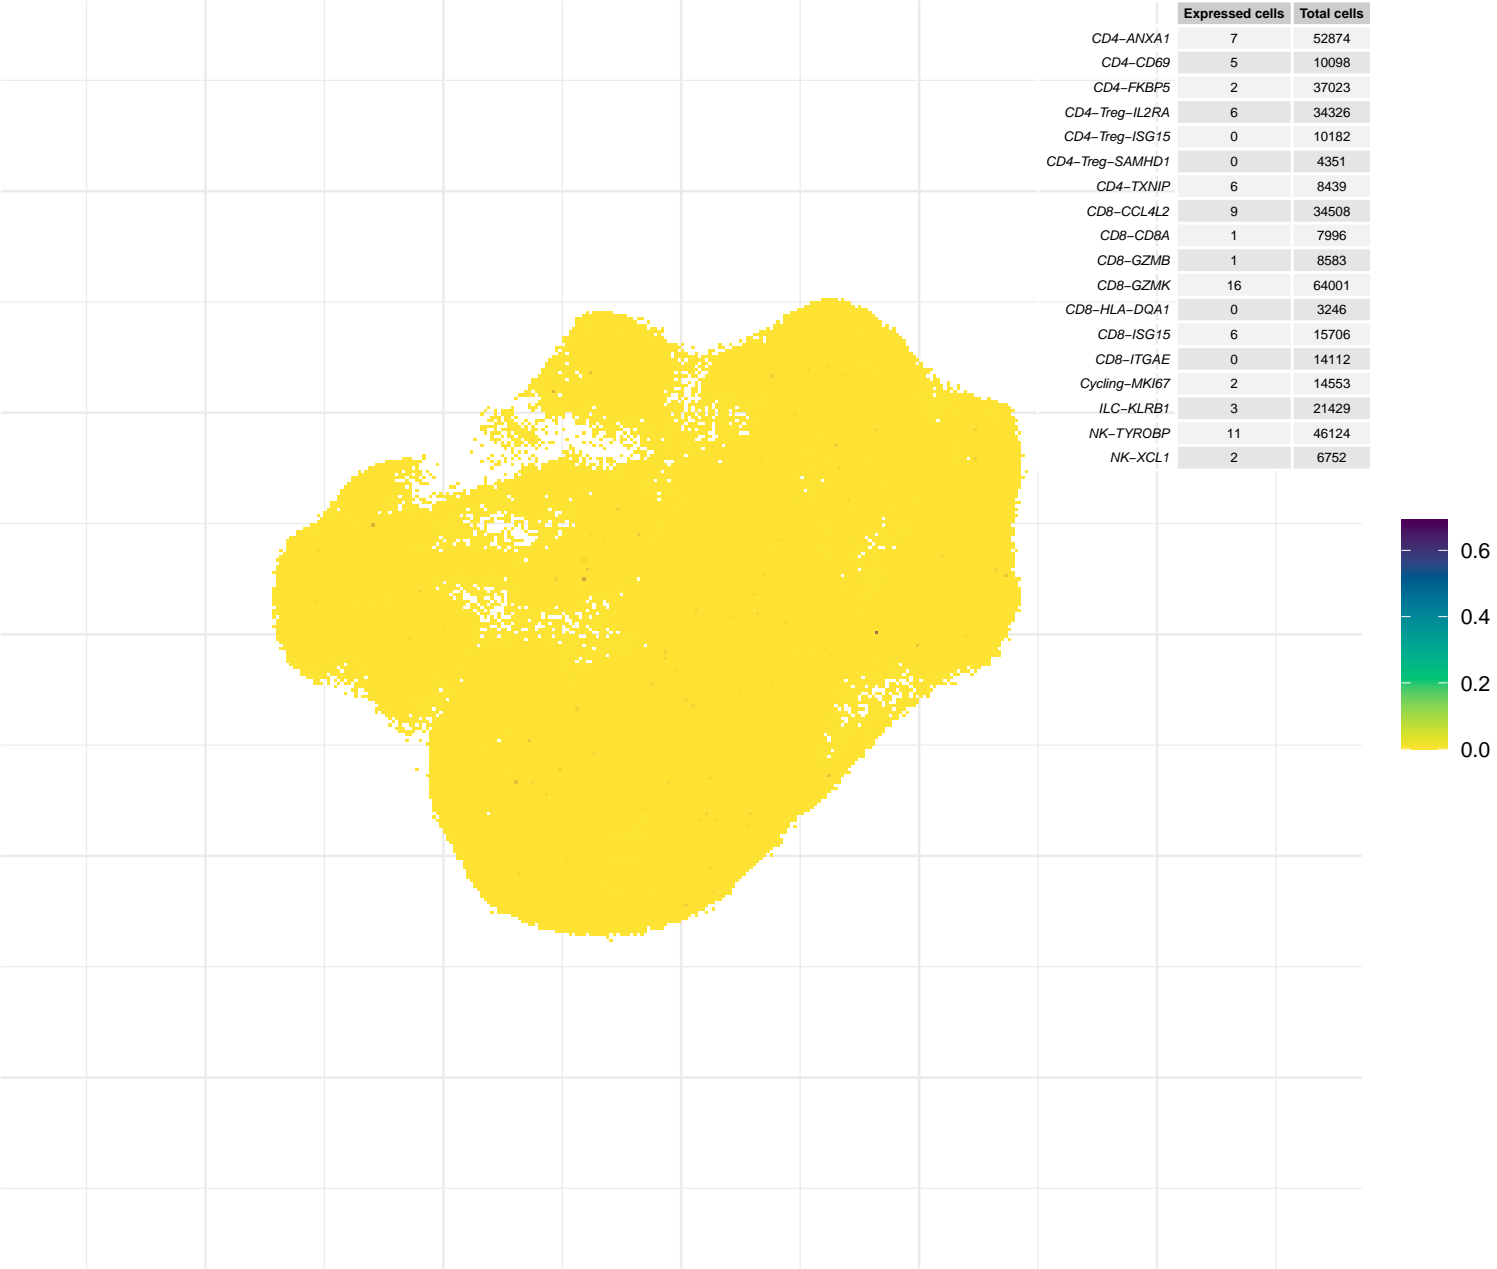 Expressed cells Total cells
CD4−ANXA1 7 52874
CD4−CD69 5 10098
CD4−FKBP5 2 37023
CD4−Treg−IL2RA 6 34326
CD4−Treg−ISG15 0 10182
CD4−Treg−SAMHD1 0 4351
CD4−TXNIP 6 8439
CD8−CCL4L2 9 34508
CD8−CD8A 1 7996
CD8−GZMB 1 8583
CD8−GZMK 16 64001
CD8−HLA−DQA1 0 3246
CD8−ISG15 6 15706
CD8−ITGAE 0 14112
Cycling−MKI67 2 14553
ILC−KLRB1 3 21429
NK−TYROBP 11 46124
NK−XCL1 2 6752
0.6
0.4
0.2
0.0